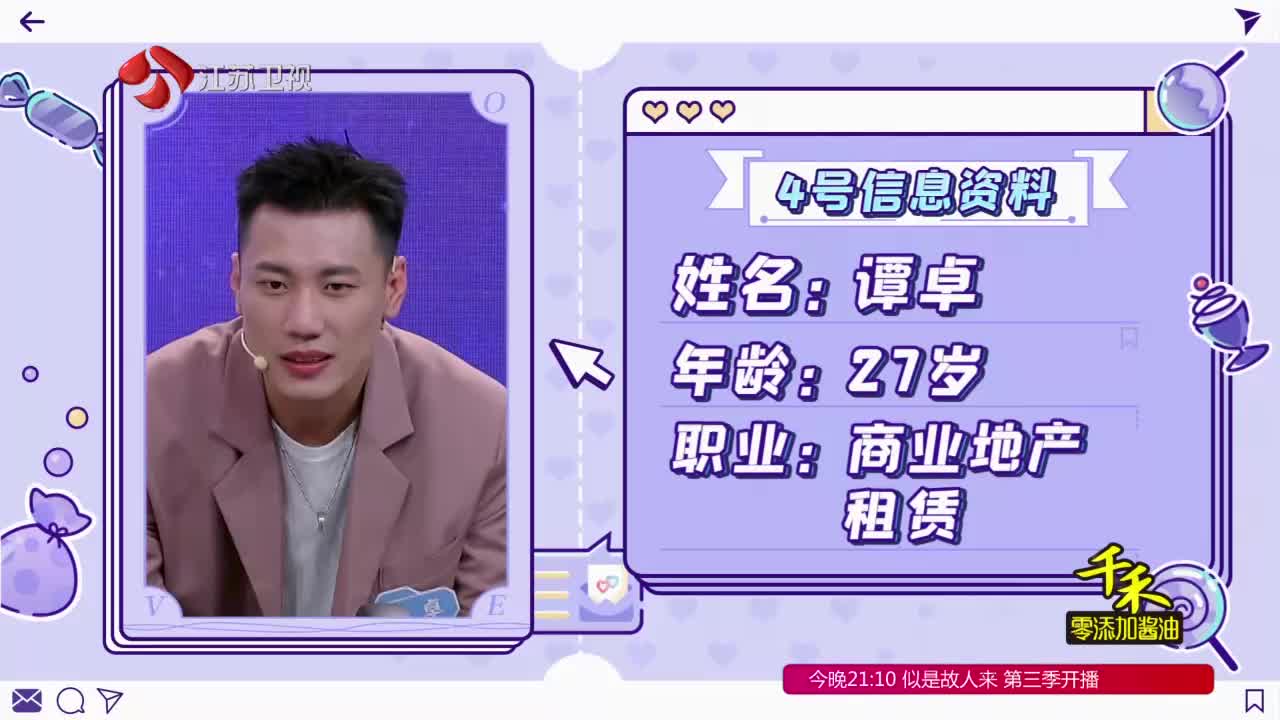 江苏卫视
O
V
E
卓
4号信息资料
姓名：谭卓
年龄：27岁
职业：商业地产
租赁
千禾
零添加酱油
今晚21:10 似是故人来 第三季开播